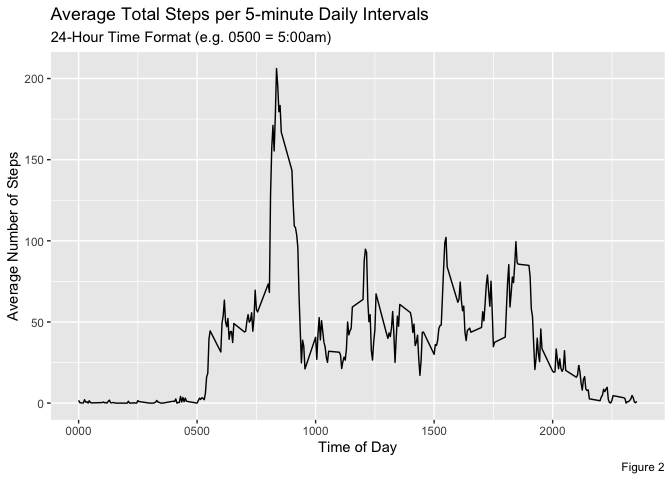 Average Total Steps per 5-minute Daily Intervals
24-Hour Time Format (e.g. 0500 = 5:00am)
Average Number of Steps
200
150
100
50
0
0000 0500 1000 1500 2000
Time of Day
Figure 2